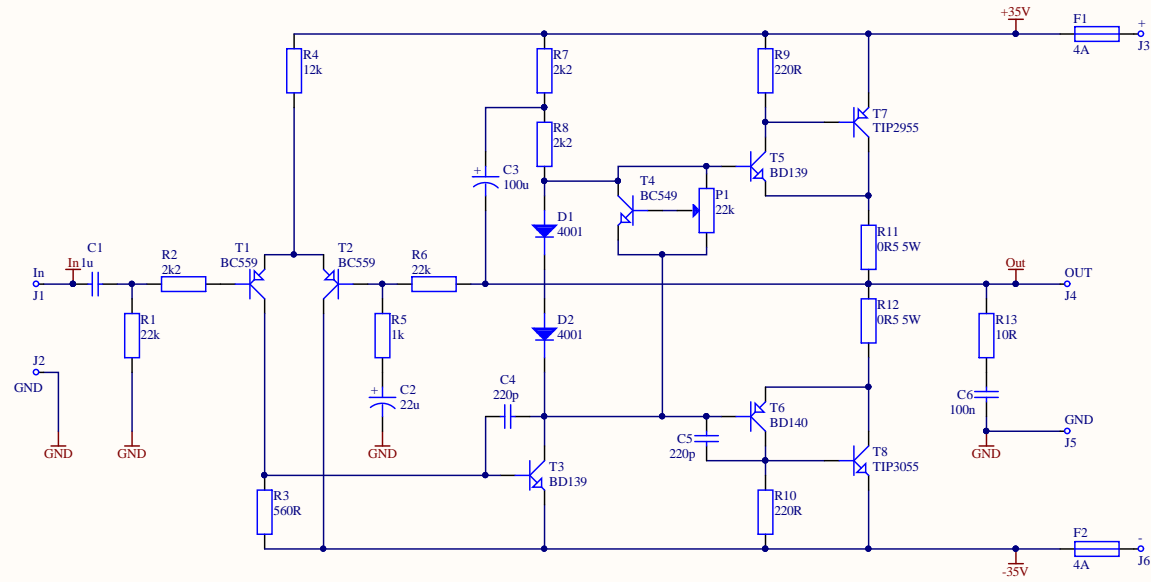 +35V
F1
+
4A
J3
R4
12k
R7
2k2
R9
220R
T7
TIP2955
R8
2k2
T5
BD139
+
C3
100u
T4
BC549
P1
22k
D1
4001
R11
0R5 5W
C1
In
In
1u
J1
R2
2k2
T1
BC559
T2
BC559
R6
22k
Out
OUT
J4
R1
22k
R5
1k
D2
4001
R12
0R5 5W
R13
10R
J2
GND
+
C2
22u
C4
220p
T6
BD140
C6
100n
GND
J5
C5
220p
GND
GND
GND
GND
T8
TIP3055
T3
BD139
R3
560R
R10
220R
-35V
F2
-
4A
J6